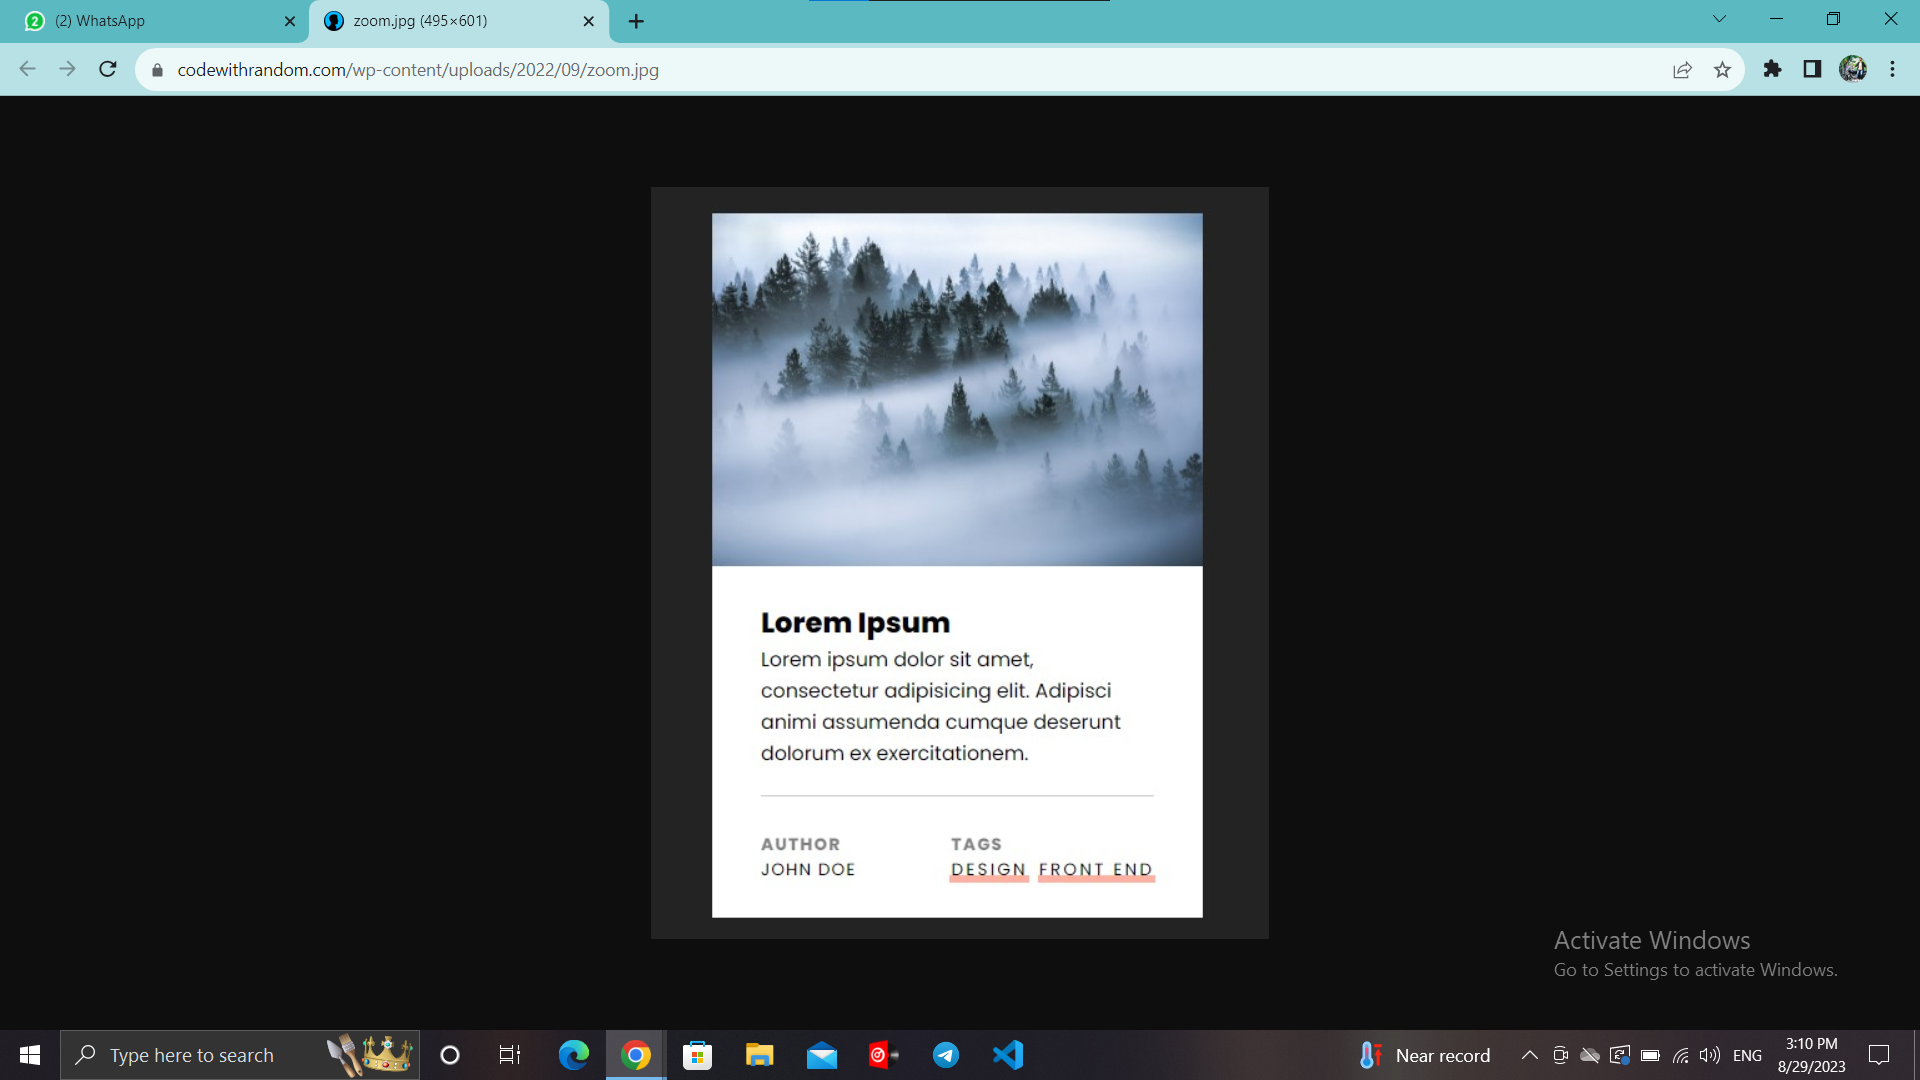 (2) WhatsApp
zoom.jpg (495×601)
codewithrandom.com/wp-content/uploads/2022/09/zoom.jpg
Lorem Ipsum
Lorem ipsum dolor sit amet,
consectetur adipisicing elit. Adipisci
animi assumenda cumque deserunt
dolorum ex exercitationem.
AUTHOR
JOHN DOE
TAGS
DESIGN FRONT END
Activate Windows
Go to Settings to activate Windows.
Type here to search
Near record
ENG
3:10 PM
8/29/2023